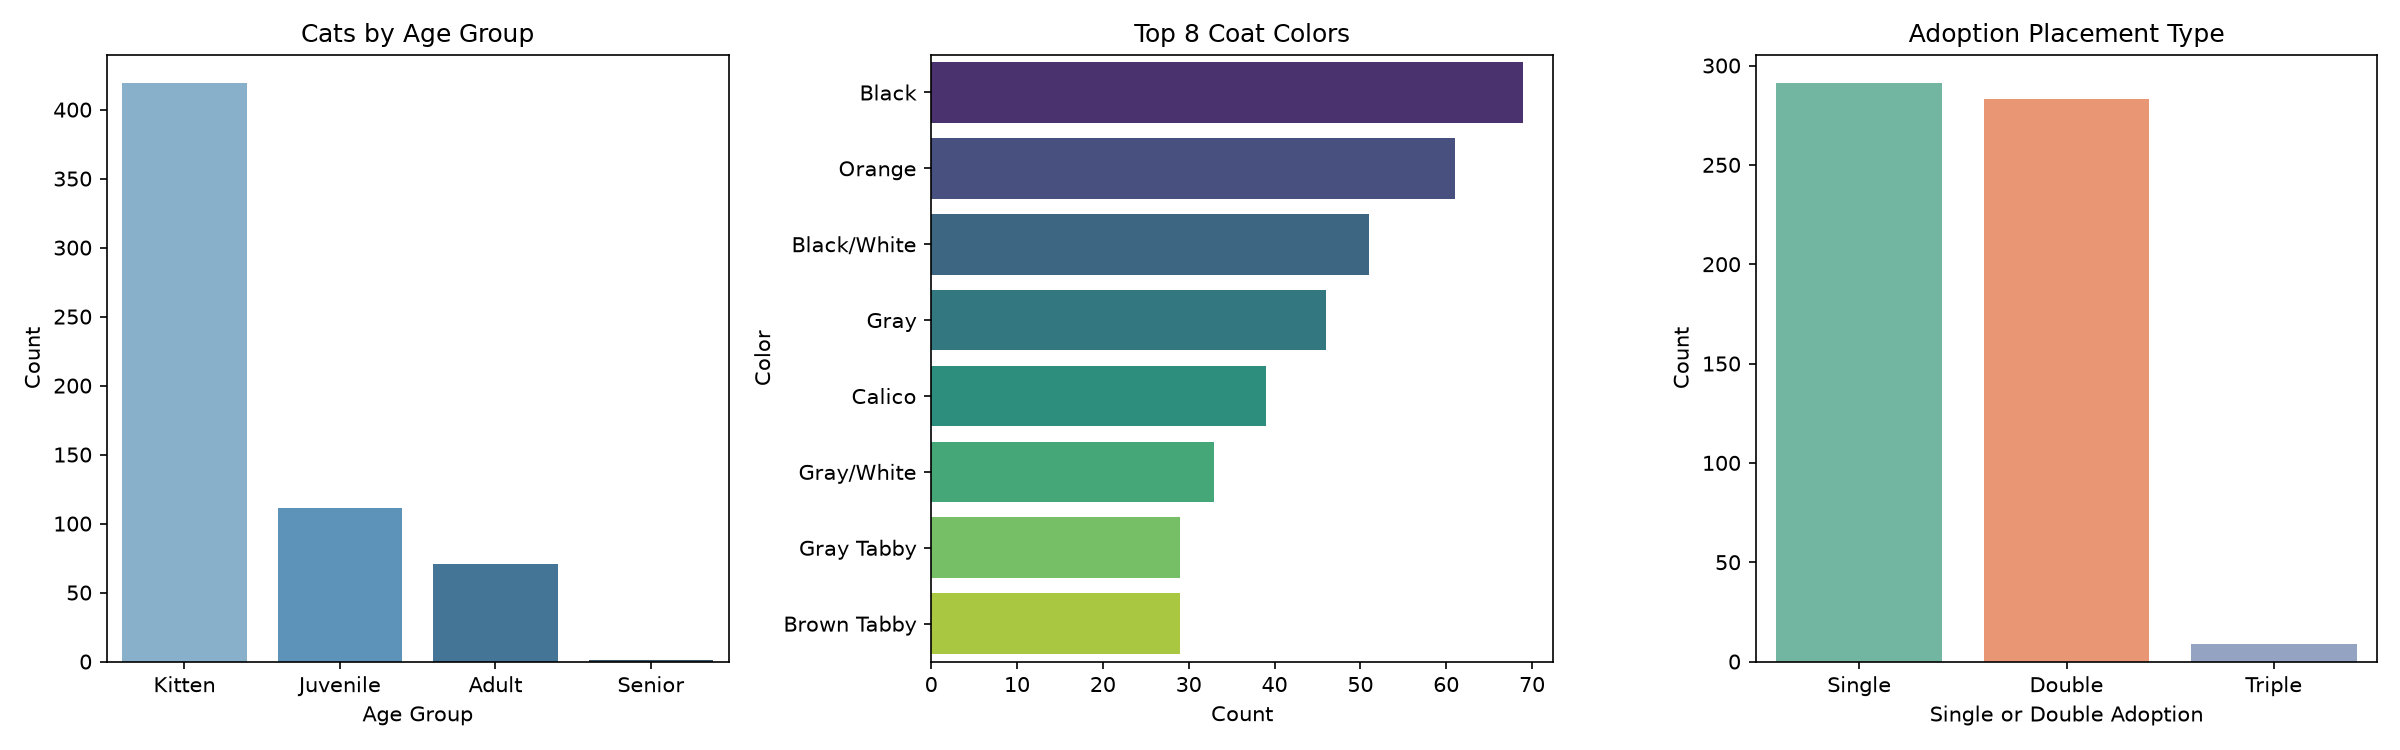 Cats by Age Group
Count
400
350
300
250
200
150
100
50
0
Kitten Juvenile Adult Senior
Age Group
Top 8 Coat Colors
Color
Black
Orange
Black/White
Gray
Calico
Gray/White
Gray Tabby
Brown Tabby
0 10 20 30 40 50 60 70
Count
Adoption Placement Type
Count
300
250
200
150
100
50
0
Single Double Triple
Single or Double Adoption